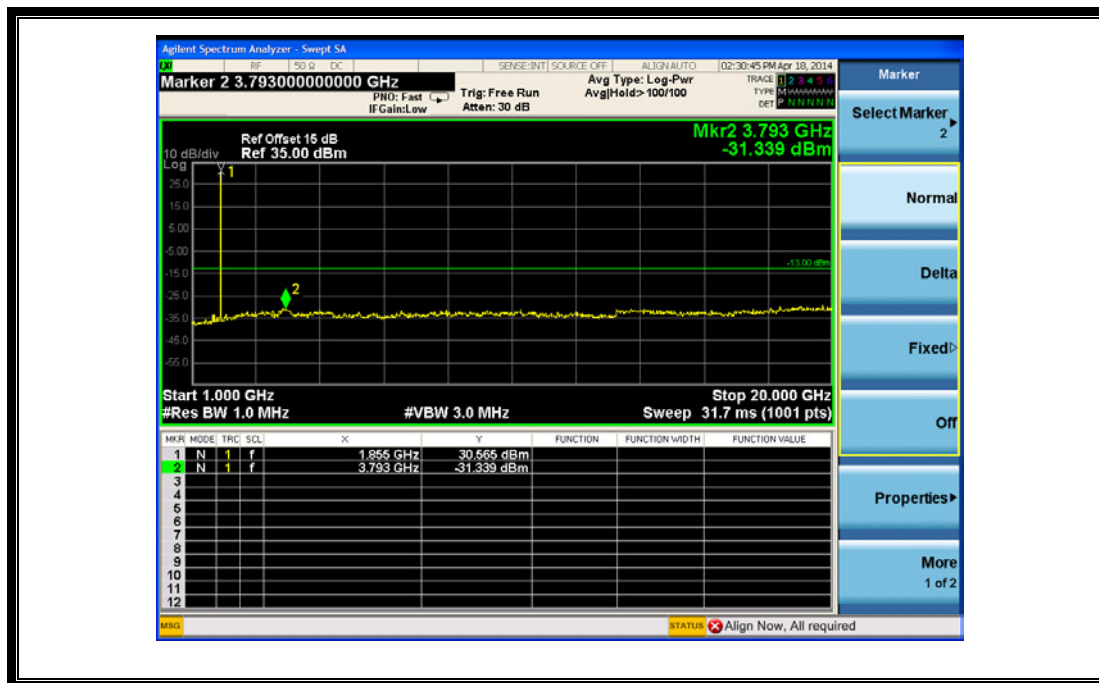 Agilent Spectrum Analyzer - Swept SA
RF 50 Ω DC SENSE:INT SOURCE OFF ALIGN AUTO 02:30:45 PM Apr 18, 2014
Marker 2 3.793000000000 GHz
PNO: Fast
IFGain:Low
Trig: Free Run
Atten: 30 dB
Avg Type: Log-Pwr
Avg|Hold:>100/100
TRACE 1 2 3 4 5 6
TYPE M
DET P N N N N N
Ref Offset 15 dB
10 dB/div Ref 35.00 dBm
Log
Mkr2 3.793 GHz
-31.339 dBm
1
25.0
15.0
5.00
-5.00
-13.00 dBm
-15.0
2
-25.0
-35.0
-45.0
-55.0
Start 1.000 GHz Stop 20.000 GHz
#Res BW 1.0 MHz #VBW 3.0 MHz Sweep 31.7 ms (1001 pts)
MKR MODE TRC SCL X Y FUNCTION FUNCTION WIDTH FUNCTION VALUE
1 N 1 f 1.855 GHz 30.565 dBm
2 N 1 f 3.793 GHz -31.339 dBm
3
4
5
6
7
8
9
10
11
12
MSG STATUS Align Now, All required
Marker
Select Marker
2
Normal
Delta
Fixed
Off
Properties
More
1 of 2